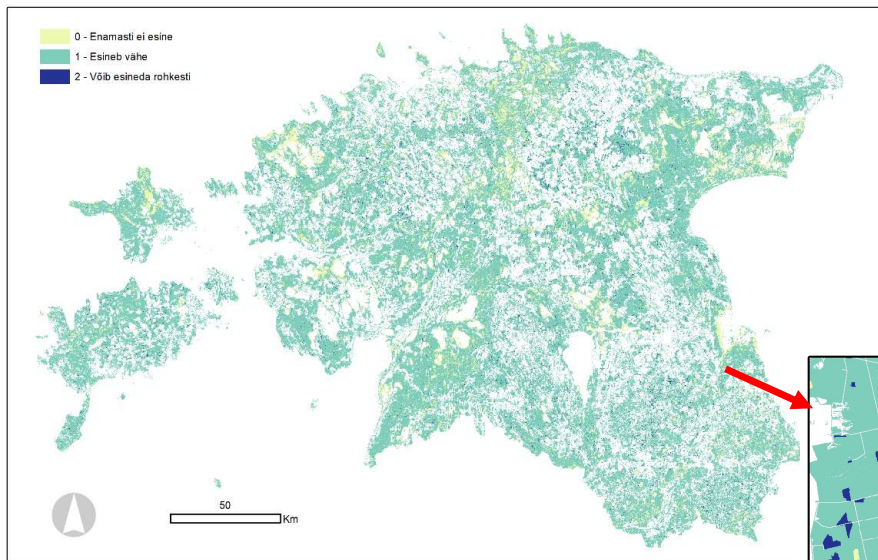 0 - Enamasti ei esine
1 - Esineb vähe
2 - Võib esineda rohkesti
50
Km